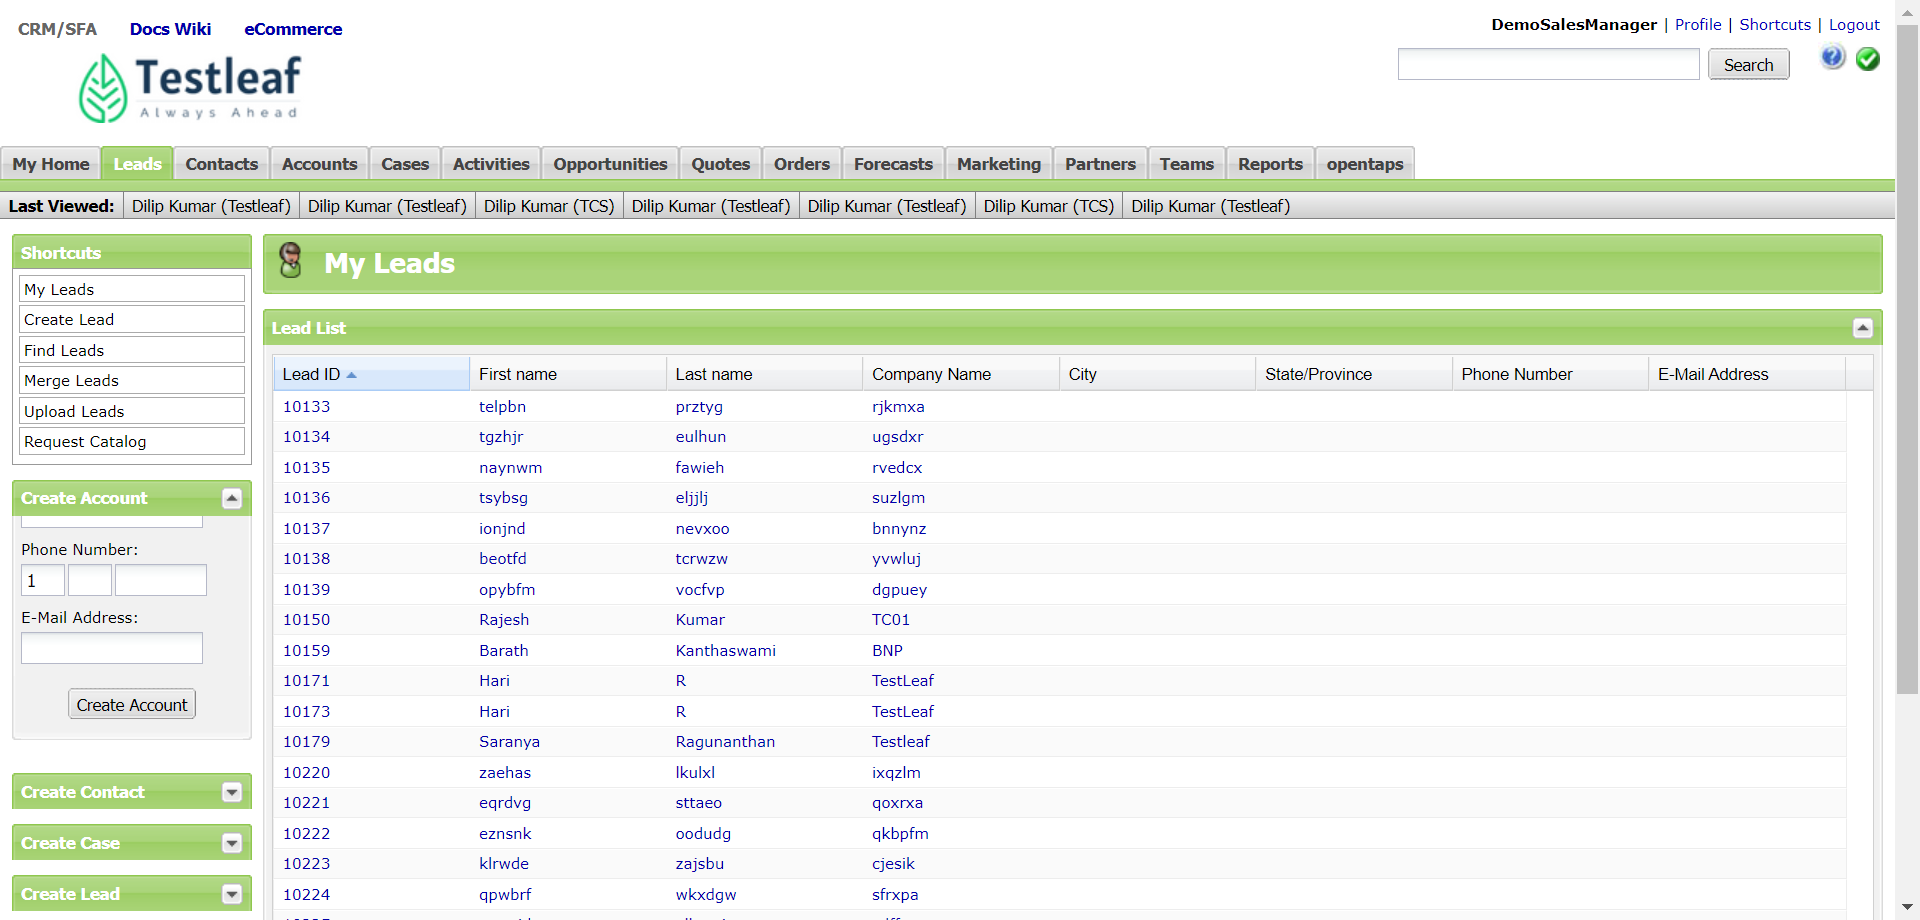 CRM/SFA Docs Wiki eCommerce
DemoSalesManager | Profile | Shortcuts | Logout
Search
Testleaf
Always Ahead
My Home Leads Contacts Accounts Cases Activities Opportunities Quotes Orders Forecasts Marketing Partners Teams Reports opentaps
Last Viewed: Dilip Kumar (Testleaf) Dilip Kumar (Testleaf) Dilip Kumar (TCS) Dilip Kumar (Testleaf) Dilip Kumar (Testleaf) Dilip Kumar (TCS) Dilip Kumar (Testleaf)
Shortcuts
My Leads
Create Lead
Find Leads
Merge Leads
Upload Leads
Request Catalog
Create Account
Phone Number:
1
E-Mail Address:
Create Account
Create Contact
Create Case
Create Lead
My Leads
Lead List
Lead ID First name Last name Company Name City State/Province Phone Number E-Mail Address
10133 telpbn prztyg rjkmxa
10134 tgzhjr eulhun ugsdxr
10135 naynwm fawieh rvedcx
10136 tsybsg eljjlj suzlgm
10137 ionjnd nevxoo bnnynz
10138 beotfd tcrwzw yvwluj
10139 opybfm vocfvp dgpuey
10150 Rajesh Kumar TC01
10159 Barath Kanthaswami BNP
10171 Hari R TestLeaf
10173 Hari R TestLeaf
10179 Saranya Ragunanthan Testleaf
10220 zaehas lkulxl ixqzlm
10221 eqrdvg sttaeo qoxrxa
10222 eznsnk oodudg qkbpfm
10223 klrwde zajsbu cjesik
10224 qpwbrf wkxdgw sfrxpa